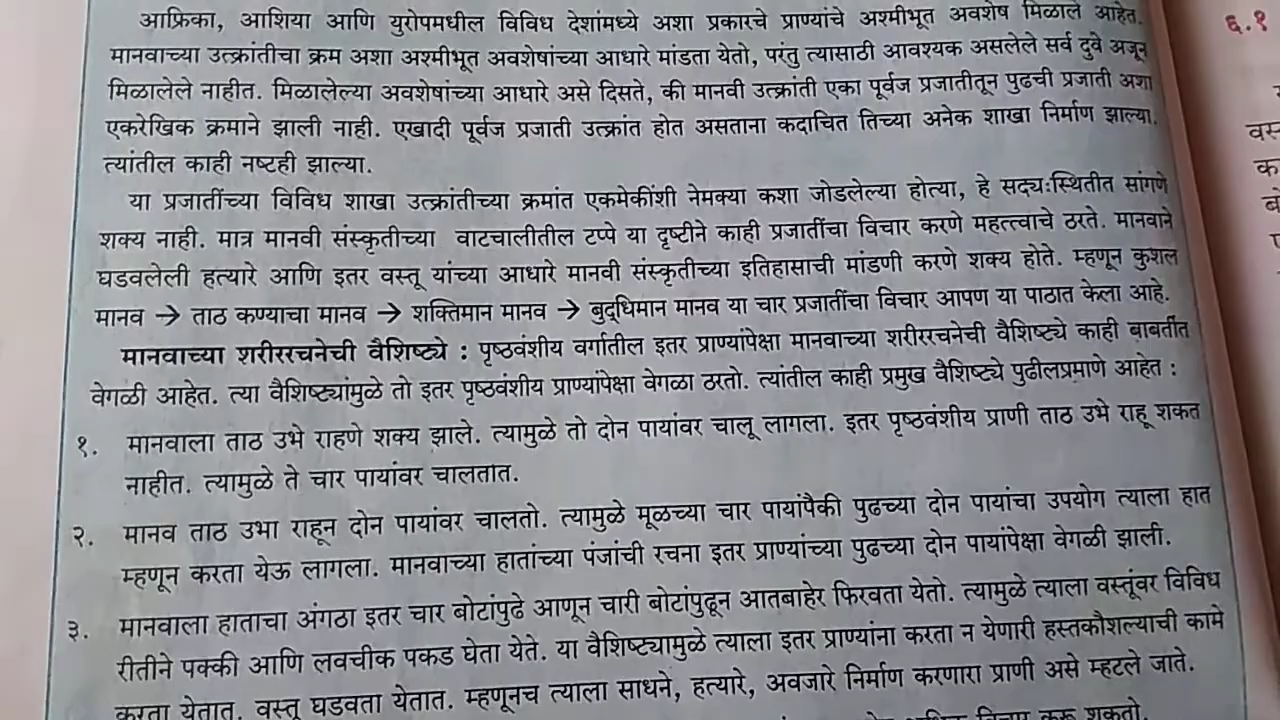 आफ्रिका, आशिया आणि युरोपमधील विविध देशांमध्ये अशा प्रकारचे प्राण्यांचे अश्मीभूत अवशेष मिळाले आहेत.
मानवाच्या उत्क्रांतीचा क्रम अशा अश्मीभूत अवशेषांच्या आधारे मांडता येतो, परंतु त्यासाठी आवश्यक असलेले सर्व दुवे अजून
मिळालेले नाहीत. मिळालेल्या अवशेषांच्या आधारे असे दिसते, की मानवी उत्क्रांती एका पूर्वज प्रजातीतून पुढची प्रजाती अशा
एकरेखिक क्रमाने झाली नाही. एखादी पूर्वज प्रजाती उत्क्रांत होत असताना कदाचित तिच्या अनेक शाखा निर्माण झाल्या.
त्यांतील काही नष्टही झाल्या.
या प्रजातींच्या विविध शाखा उत्क्रांतीच्या क्रमांत एकमेकींशी नेमक्या कशा जोडलेल्या होत्या, हे सद्यःस्थितीत सांगणे
शक्य नाही. मात्र मानवी संस्कृतीच्या वाटचालीतील टप्पे या दृष्टीने काही प्रजातींचा विचार करणे महत्त्वाचे ठरते. मानवाने
घडवलेली हत्यारे आणि इतर वस्तू यांच्या आधारे मानवी संस्कृतीच्या इतिहासाची मांडणी करणे शक्य होते. म्हणून कुशल
मानव → ताठ कण्याचा मानव → शक्तिमान मानव → बुद्धिमान मानव या चार प्रजातींचा विचार आपण या पाठात केला आहे.
मानवाच्या शरीररचनेची वैशिष्ट्ये : पृष्ठवंशीय वर्गातील इतर प्राण्यांपेक्षा मानवाच्या शरीररचनेची वैशिष्ट्ये काही बाबतींत
वेगळी आहेत. त्या वैशिष्ट्यांमुळे तो इतर पृष्ठवंशीय प्राण्यांपेक्षा वेगळा ठरतो. त्यांतील काही प्रमुख वैशिष्ट्ये पुढीलप्रमाणे आहेत :
१. मानवाला ताठ उभे राहणे शक्य झाले. त्यामुळे तो दोन पायांवर चालू लागला. इतर पृष्ठवंशीय प्राणी ताठ उभे राहू शकत
नाहीत. त्यामुळे ते चार पायांवर चालतात.
२. मानव ताठ उभा राहून दोन पायांवर चालतो. त्यामुळे मूळच्या चार पायांपैकी पुढच्या दोन पायांचा उपयोग त्याला हात
म्हणून करता येऊ लागला. मानवाच्या हातांच्या पंजांची रचना इतर प्राण्यांच्या पुढच्या दोन पायांपेक्षा वेगळी झाली.
३. मानवाला हाताचा अंगठा इतर चार बोटांपुढे आणून चारी बोटांपुढून आतबाहेर फिरवता येतो. त्यामुळे त्याला वस्तूंवर विविध
रीतीने पक्की आणि लवचीक पकड घेता येते. या वैशिष्ट्यामुळे त्याला इतर प्राण्यांना करता न येणारी हस्तकौशल्याची कामे
करता येतात. वस्तू घडवता येतात. म्हणूनच त्याला साधने, हत्यारे, अवजारे निर्माण करणारा प्राणी असे म्हटले जाते.
विचार करू शकतो.
६.१